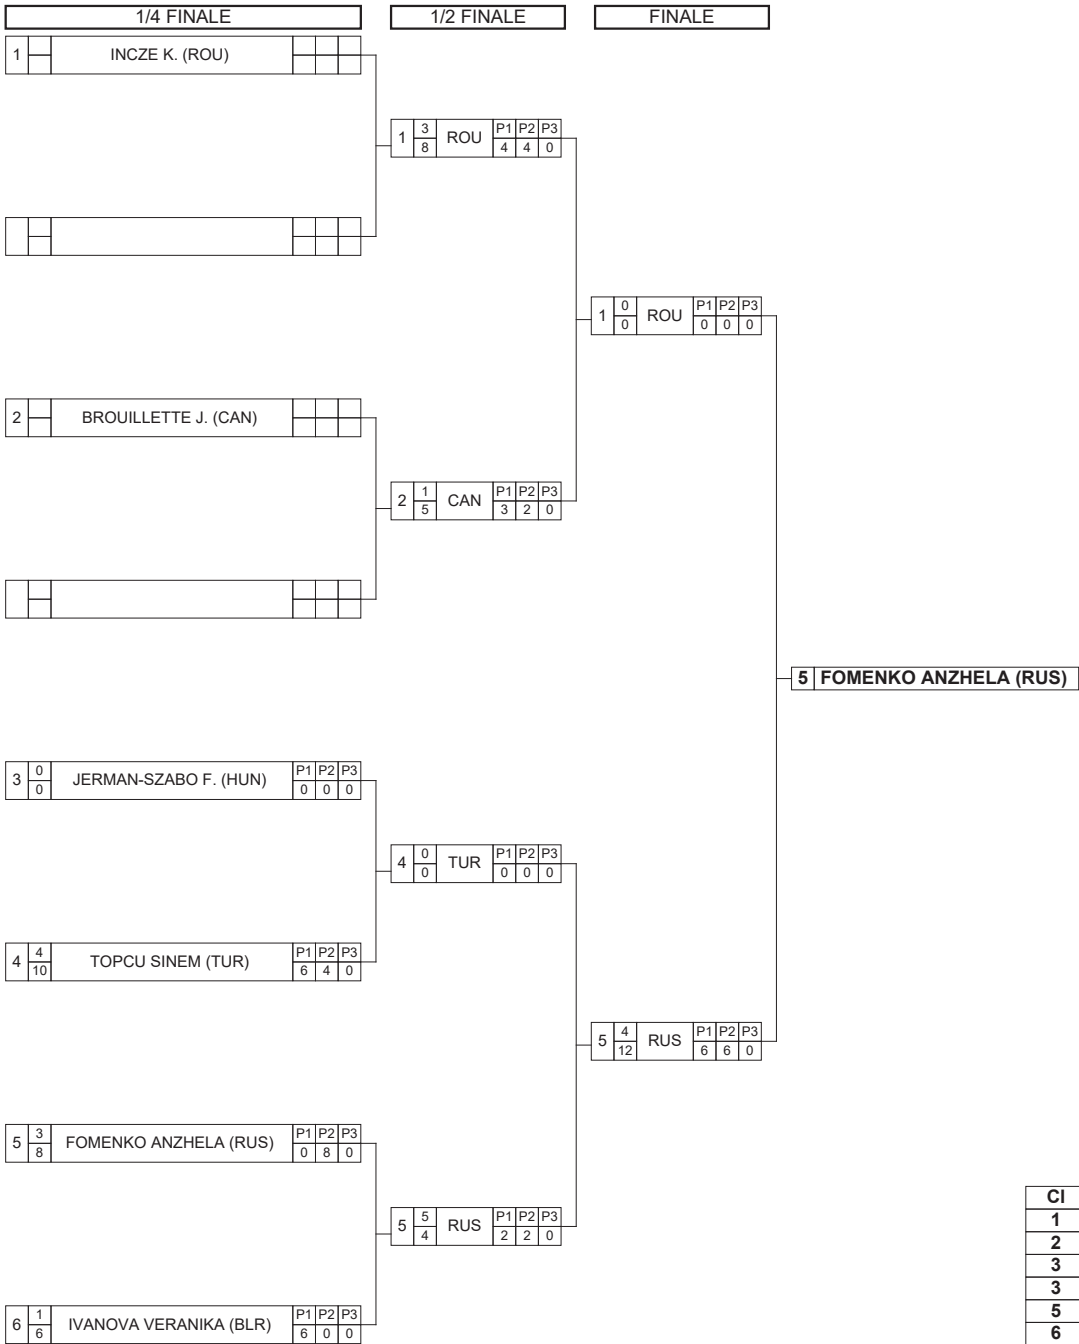 1/4 FINALE 1/2 FINALE FINALE
1 INCZE K. (ROU)
1 3 ROU P1 P2 P3
8 4 4 0
1 0 ROU P1 P2 P3
0 0 0 0
2 BROUILLETTE J. (CAN)
2 1 CAN P1 P2 P3
5 3 2 0
5 FOMENKO ANZHELA (RUS)
3 0 JERMAN-SZABO F. (HUN) P1 P2 P3
0 0 0 0
4 0 TUR P1 P2 P3
0 0 0 0
4 4 TOPCU SINEM (TUR) P1 P2 P3
10 6 4 0
5 4 RUS P1 P2 P3
12 6 6 0
5 3 FOMENKO ANZHELA (RUS) P1 P2 P3
8 0 8 0
5 5 RUS P1 P2 P3
4 2 2 0
6 1 IVANOVA VERANIKA (BLR) P1 P2 P3
6 6 0 0
Cl
1
2
3
3
5
6